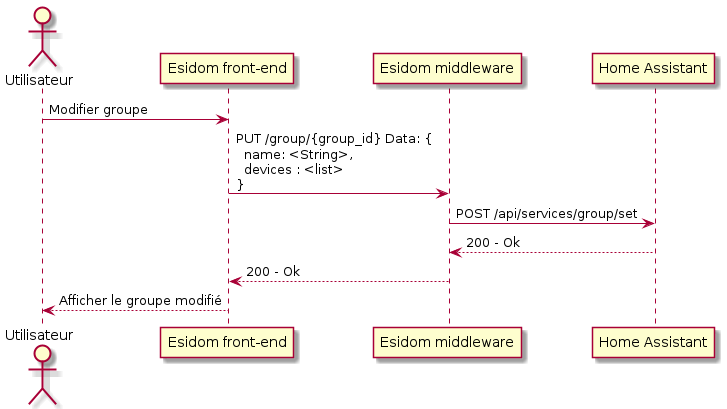 Utilisateur
Esidom front-end
Esidom middleware
Home Assistant
Modifier groupe
PUT /group/{group_id} Data: {
name: <String>,
devices : <list>
}
POST /api/services/group/set
200 - Ok
200 - Ok
Afficher le groupe modifié
Utilisateur
Esidom front-end
Esidom middleware
Home Assistant